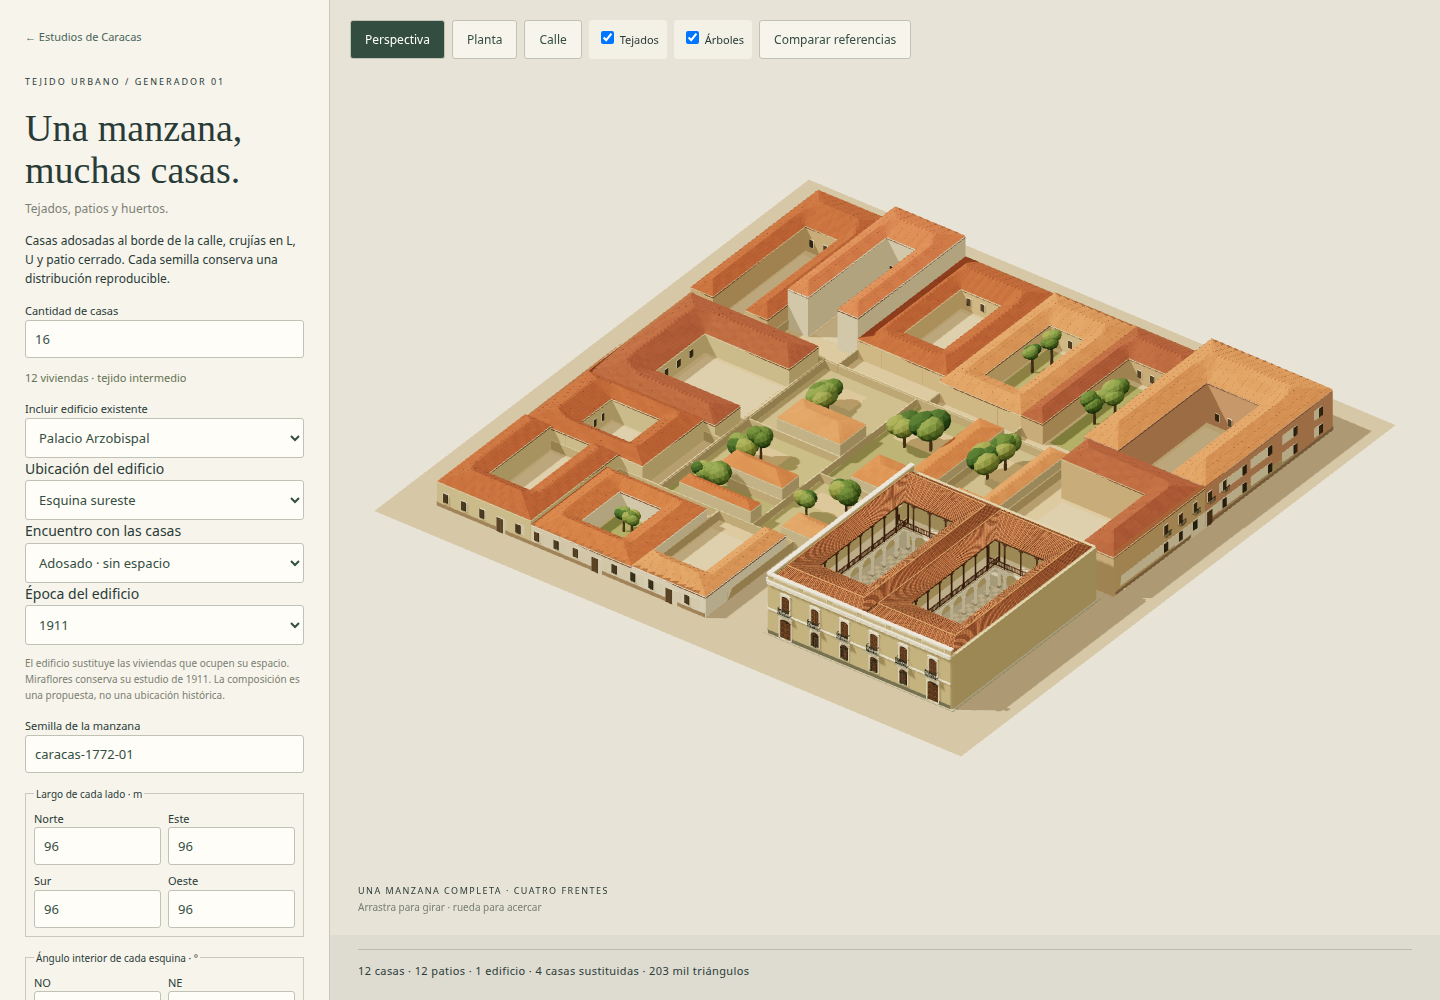 ← Estudios de Caracas
TEJIDO URBANO / GENERADOR 01
Una manzana,
muchas casas.
Tejados, patios y huertos.
Casas adosadas al borde de la calle, crujías en L,
U y patio cerrado. Cada semilla conserva una
distribución reproducible.
Cantidad de casas
16
12 viviendas · tejido intermedio
Incluir edificio existente
Palacio Arzobispal
Ubicación del edificio
Esquina sureste
Encuentro con las casas
Adosado · sin espacio
Época del edificio
1911
El edificio sustituye las viviendas que ocupen su espacio.
Miraflores conserva su estudio de 1911. La composición es
una propuesta, no una ubicación histórica.
Semilla de la manzana
caracas-1772-01
Largo de cada lado · m
Norte Este
96 96
Sur Oeste
96 96
Ángulo interior de cada esquina · °
NO NE
Perspectiva Planta Calle Tejados Árboles Comparar referencias
UNA MANZANA COMPLETA · CUATRO FRENTES
Arrastra para girar · rueda para acercar
12 casas · 12 patios · 1 edificio · 4 casas sustituidas · 203 mil triángulos